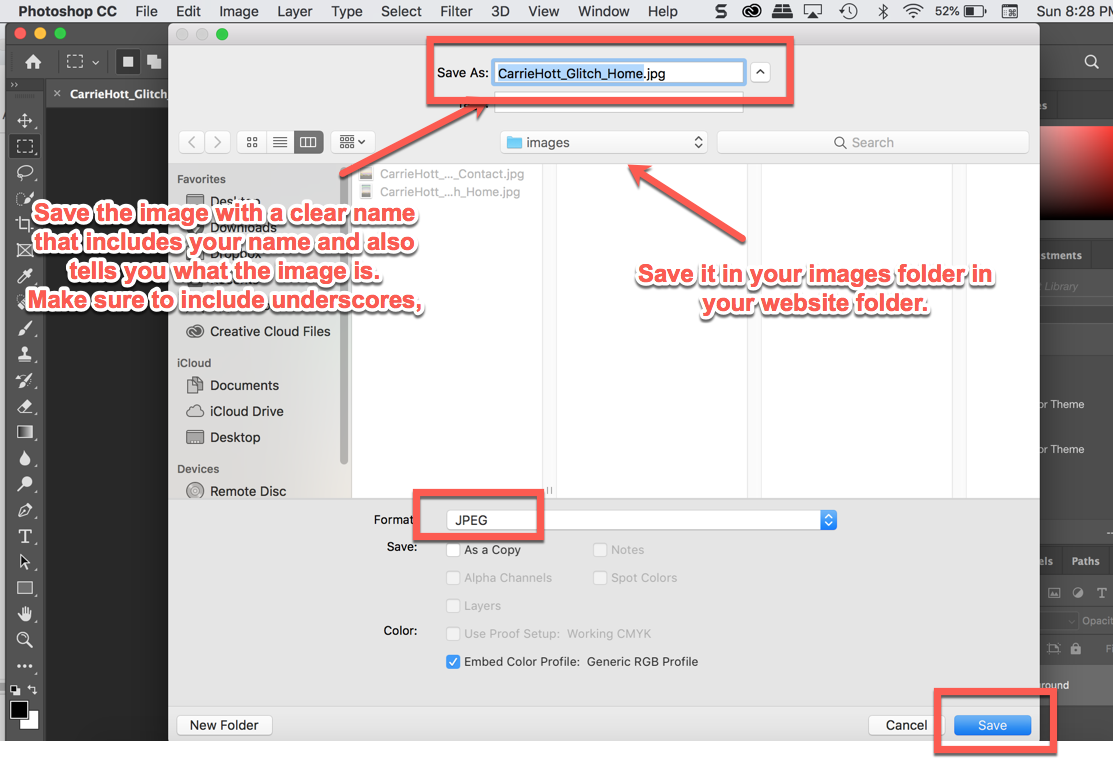 Photoshop CC File Edit Image Layer Type Select Filter 3D View Window Help 52% Sun 8:28 PM
Save As: CarrieHott_Glitch_Home.jpg
× CarrieHott_Glitch_
images
Search
Favorites
CarrieHott_..._Contact.jpg
CarrieHott_...h_Home.jpg
Desktop
Downloads
Dropbox
Save the image with a clear name
that includes your name and also
tells you what the image is.
Make sure to include underscores,
Save it in your images folder in
your website folder.
Creative Cloud Files
iCloud
Documents
iCloud Drive
Desktop
Devices
Remote Disc
stments
Library
or Theme
or Theme
Format
JPEG
Save:
As a Copy
Notes
Alpha Channels
Spot Colors
Layers
Color:
Use Proof Setup: Working CMYK
Embed Color Profile: Generic RGB Profile
els Paths
T
Opacit
Fi
round
New Folder
Cancel
Save